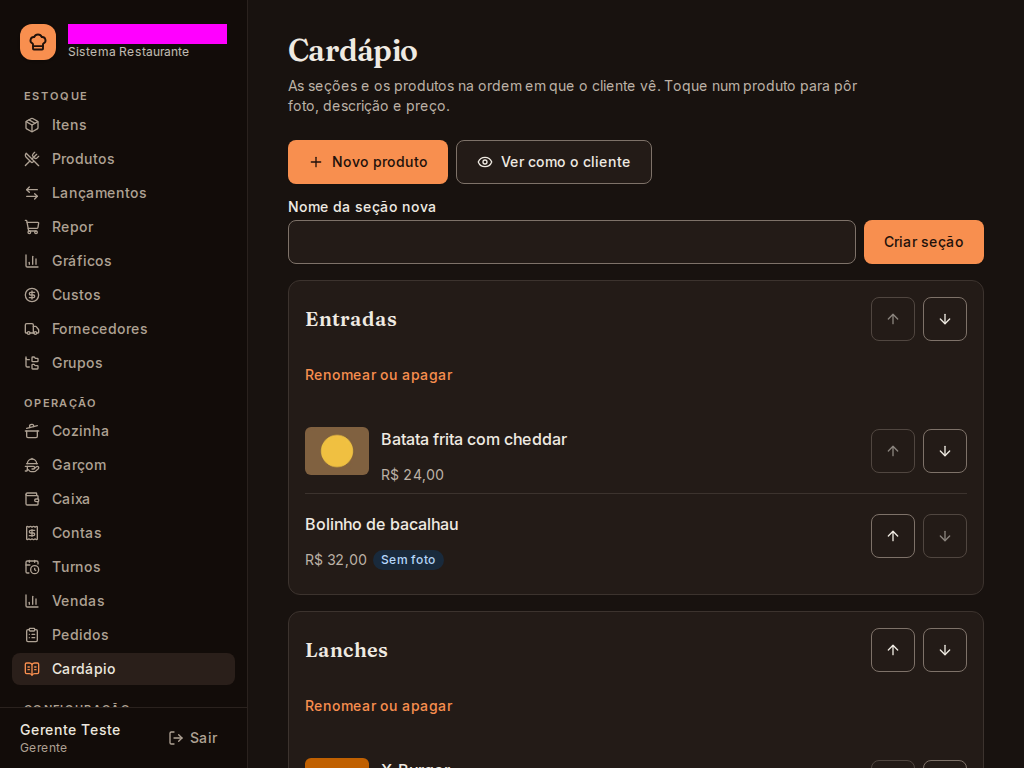 Sistema Restaurante
ESTOQUE
Itens
Produtos
Lançamentos
Repor
Gráficos
Custos
Fornecedores
Grupos
OPERAÇÃO
Cozinha
Garçom
Caixa
Contas
Turnos
Vendas
Pedidos
Cardápio
CONFIGURAÇÃO
Gerente Teste
Gerente
Sair
Cardápio
As seções e os produtos na ordem em que o cliente vê. Toque num produto para pôr
foto, descrição e preço.
Novo produto
Ver como o cliente
Nome da seção nova
Criar seção
Entradas
Renomear ou apagar
Batata frita com cheddar
R$ 24,00
Bolinho de bacalhau
R$ 32,00 Sem foto
Lanches
Renomear ou apagar
X-Burger